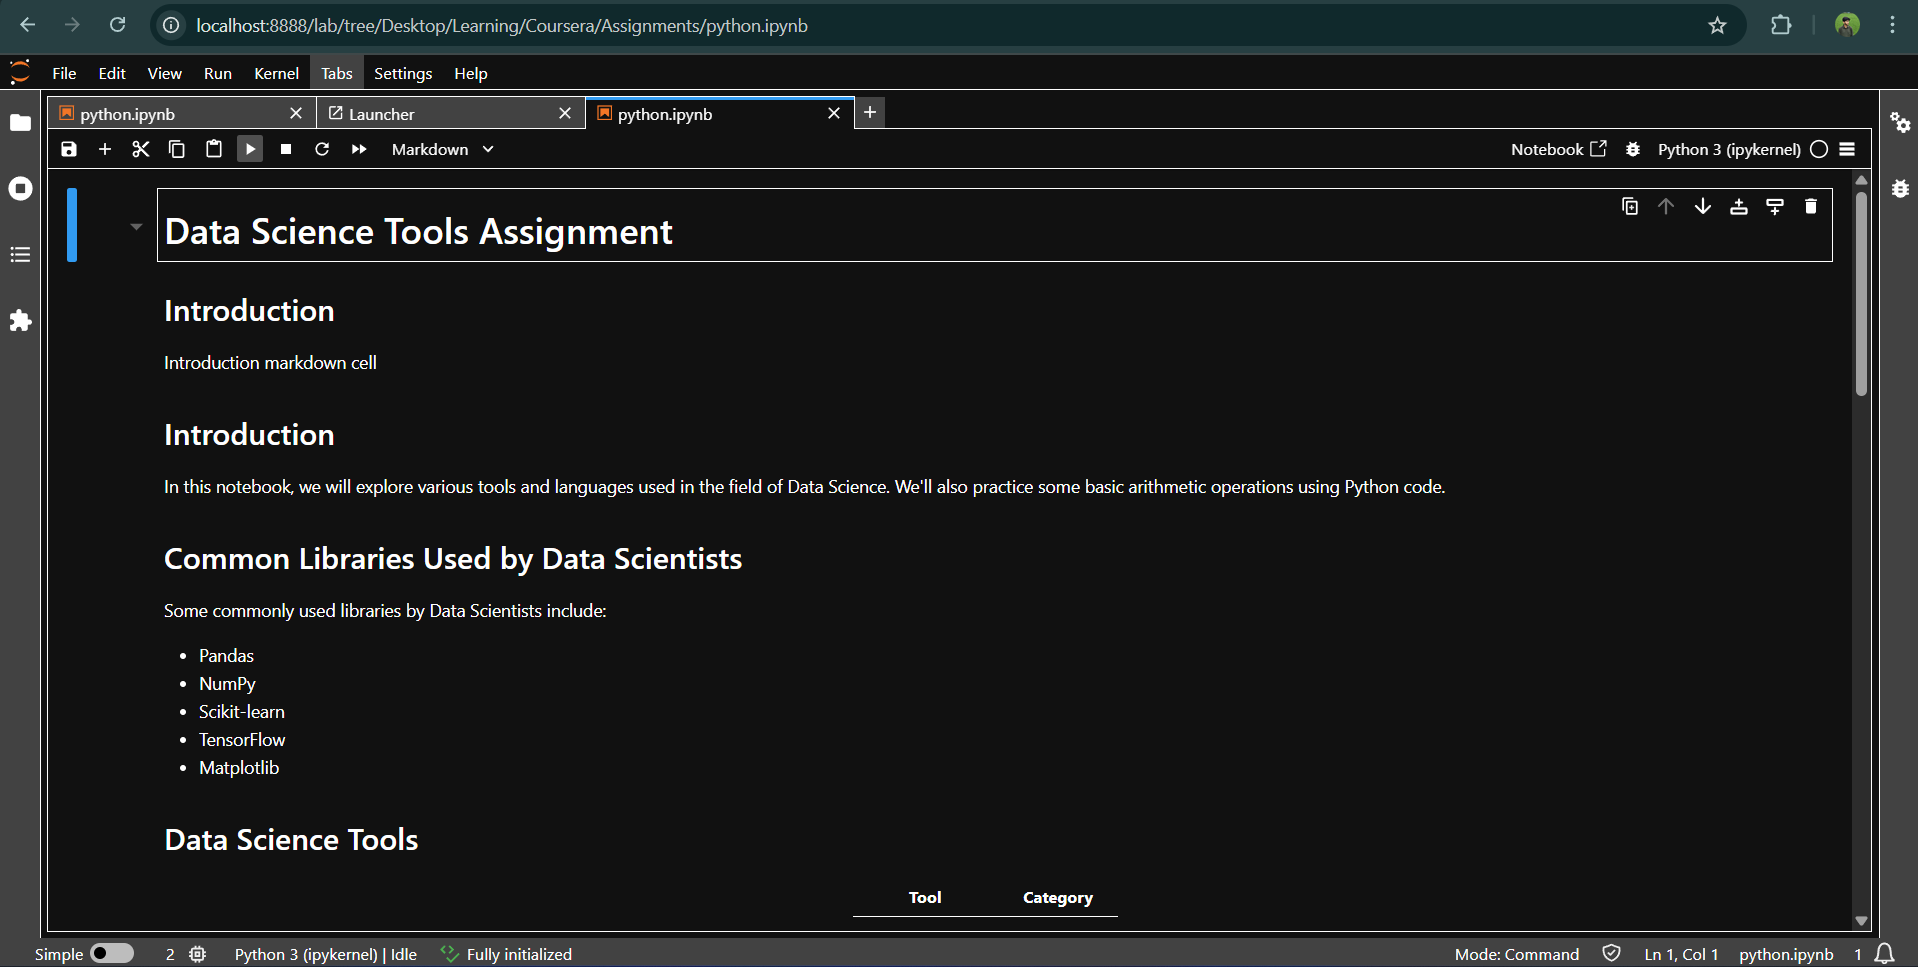 localhost:8888/lab/tree/Desktop/Learning/Coursera/Assignments/python.ipynb
File Edit View Run Kernel Tabs Settings Help
python.ipynb Launcher python.ipynb
Markdown Notebook Python 3 (ipykernel)
Data Science Tools Assignment
Introduction
Introduction markdown cell
Introduction
In this notebook, we will explore various tools and languages used in the field of Data Science. We'll also practice some basic arithmetic operations using Python code.
Common Libraries Used by Data Scientists
Some commonly used libraries by Data Scientists include:
• Pandas
• NumPy
• Scikit-learn
• TensorFlow
• Matplotlib
Data Science Tools
Tool Category
Simple 2 Python 3 (ipykernel) | Idle Fully initialized Mode: Command Ln 1, Col 1 python.ipynb 1